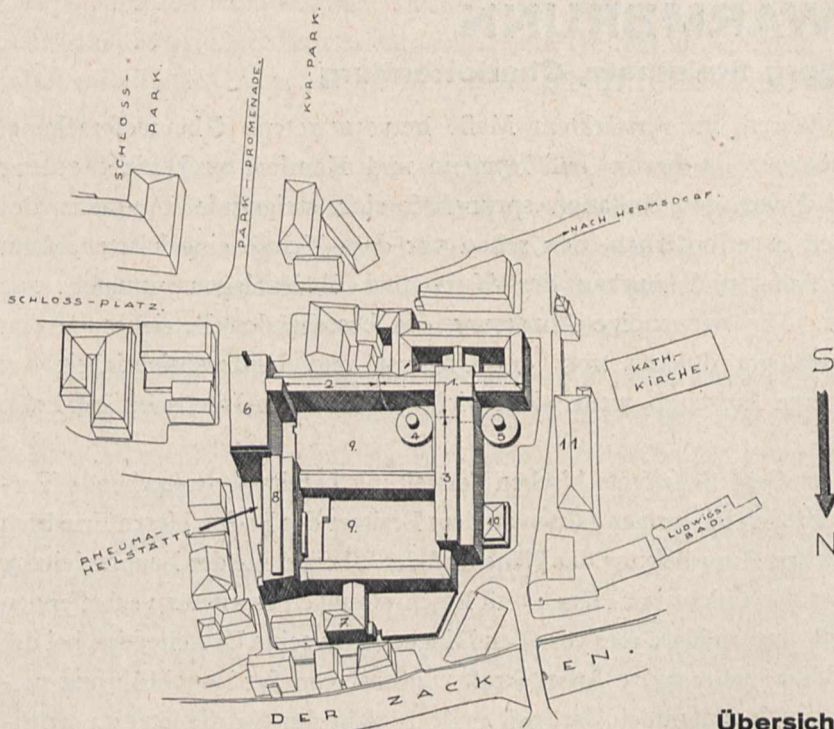 SCHLOSS-
PARK.
PARK-PROMENADE.
KVR-PARK.
NACH HERMSDORF.
SCHLOSS-PLATZ.
KATH.-
KIRCHE
S
N
1.
2
3
4
5
6
7
8
9.
9.
10
11
RHEUMA-
HEILSTÄTTE
LUDWIGS-
BAD.
DER ZACKEN.
Übersich